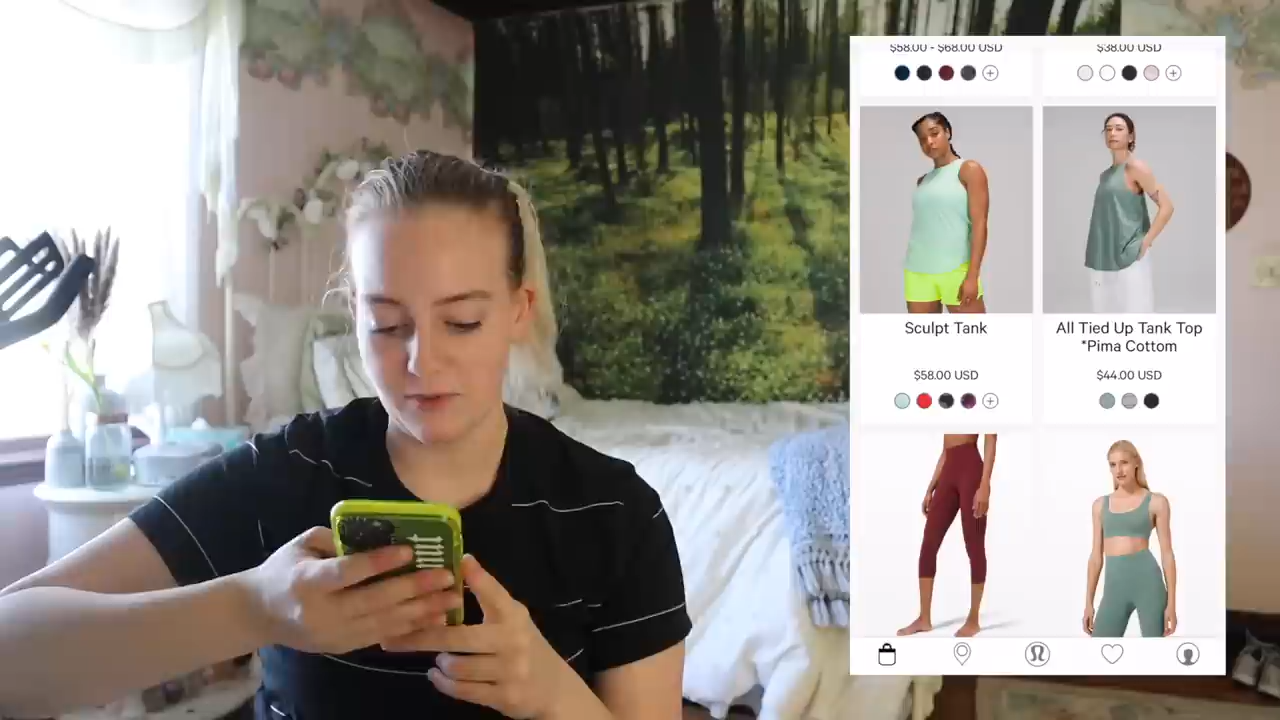 $58.00 - $68.00 USD
$38.00 USD
Sculpt Tank
All Tied Up Tank Top
*Pima Cottom
$58.00 USD
$44.00 USD